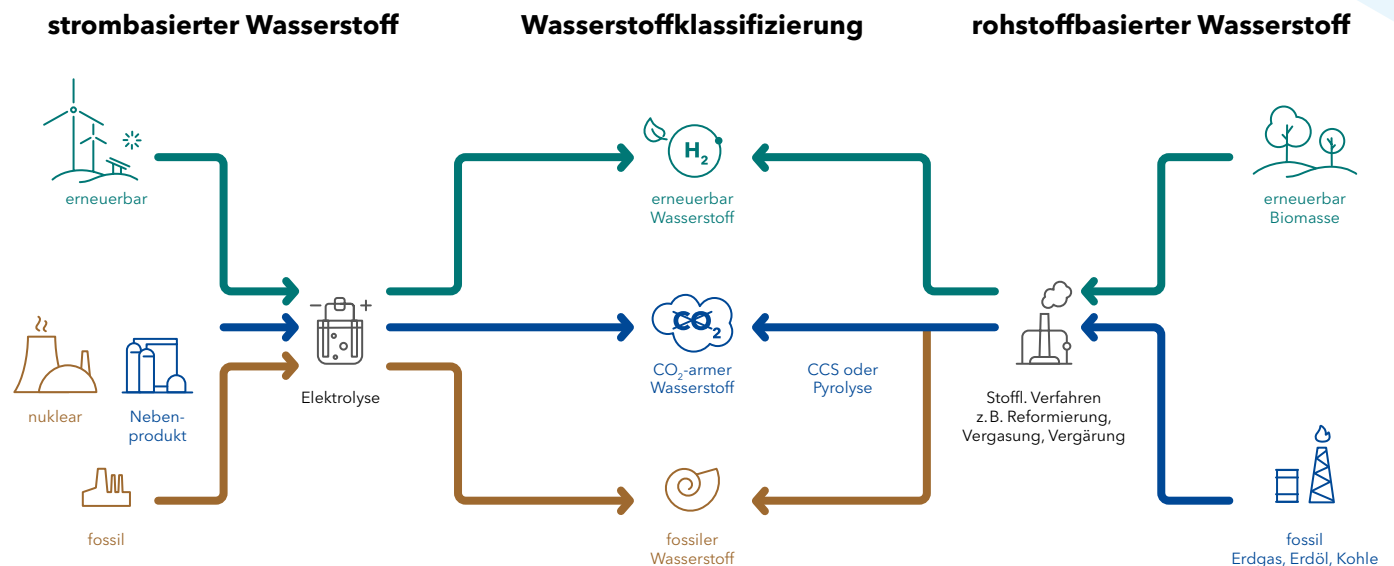 strombasierter Wasserstoff
Wasserstoffklassifizierung
rohstoffbasierter Wasserstoff
erneuerbar
H2
erneuerbar
Wasserstoff
erneuerbar
Biomasse
nuklear
Neben-
produkt
− +
Elektrolyse
CO2
CO2-armer
Wasserstoff
CCS oder
Pyrolyse
Stoffl. Verfahren
z.B. Reformierung,
Vergasung, Vergärung
fossil
fossiler
Wasserstoff
fossil
Erdgas, Erdöl, Kohle